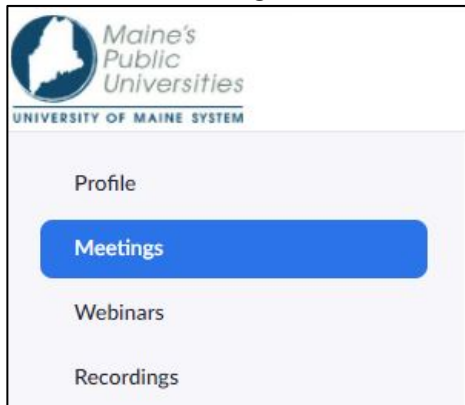 Maine's
Public
Universities
UNIVERSITY OF MAINE SYSTEM
Profile
Meetings
Webinars
Recordings